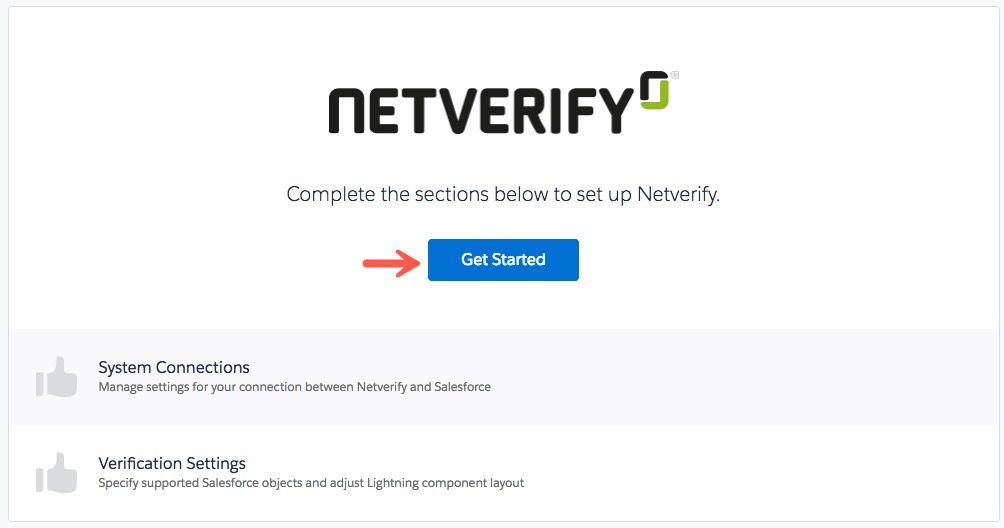 NETVERIFY®
Complete the sections below to set up Netverify.
Get Started
System Connections
Manage settings for your connection between Netverify and Salesforce
Verification Settings
Specify supported Salesforce objects and adjust Lightning component layout